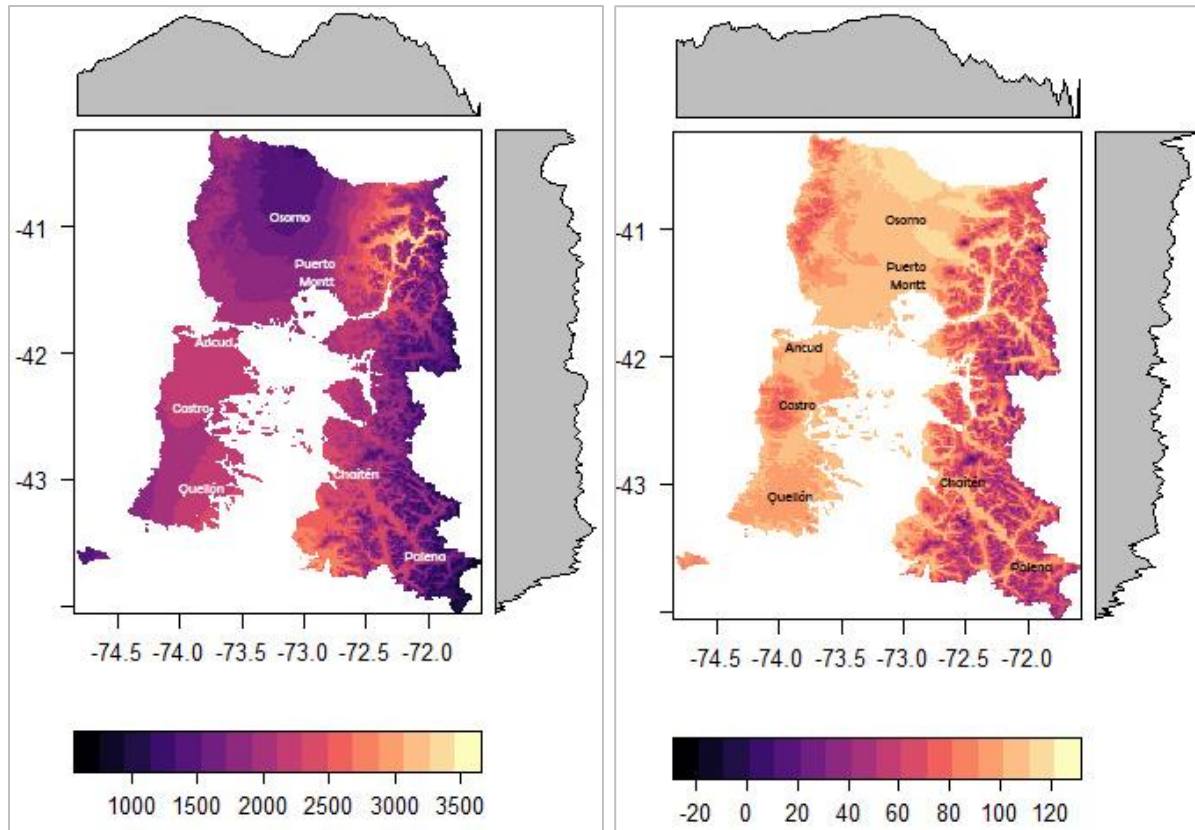 -41
-42
-43
Osorno
Puerto
Montt
Ancud
Castro
Quellón
Chaitén
Palena
-74.5 -74.0 -73.5 -73.0 -72.5 -72.0
1000 1500 2000 2500 3000 3500
-41
-42
-43
Osorno
Puerto
Montt
Ancud
Castro
Quellón
Chaitén
Palena
-74.5 -74.0 -73.5 -73.0 -72.5 -72.0
-20 0 20 40 60 80 100 120